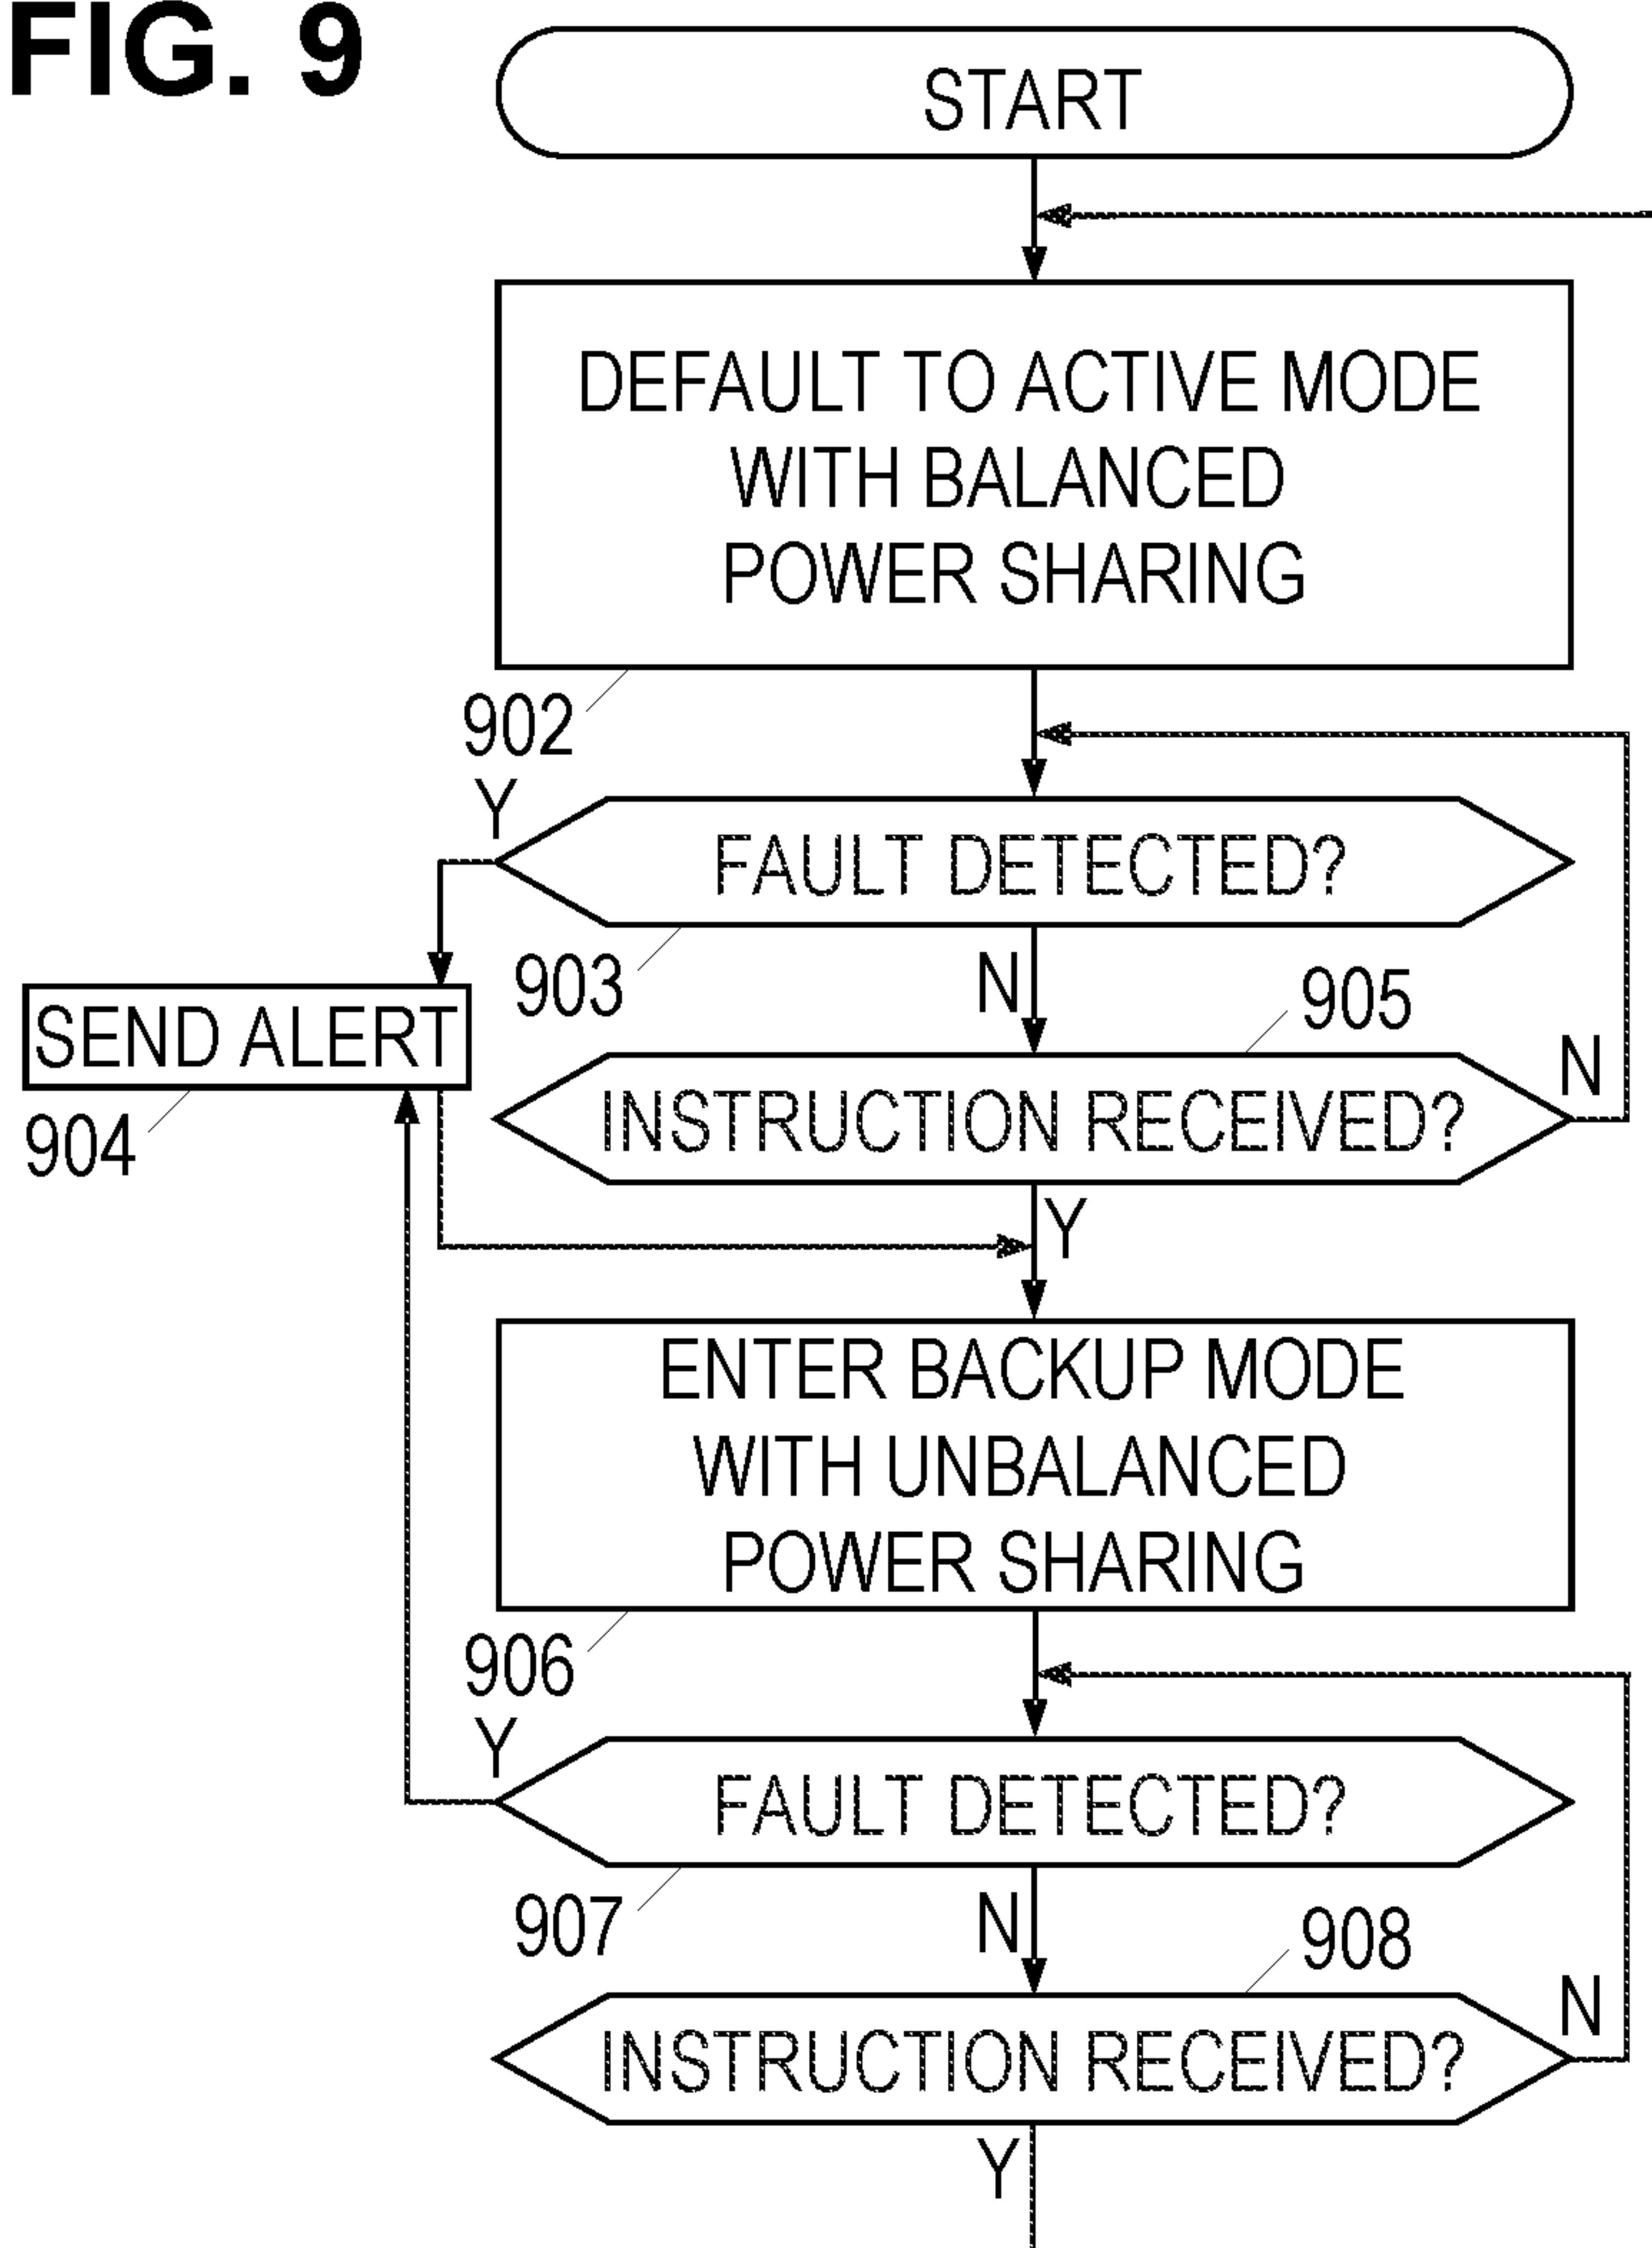 FIG. 9
START
DEFAULT TO ACTIVE MODE
WITH BALANCED
POWER SHARING
902
Y
FAULT DETECTED?
903
N
905
SEND ALERT
904
INSTRUCTION RECEIVED?
N
Y
ENTER BACKUP MODE
WITH UNBALANCED
POWER SHARING
906
Y
FAULT DETECTED?
907
N
908
INSTRUCTION RECEIVED?
N
Y